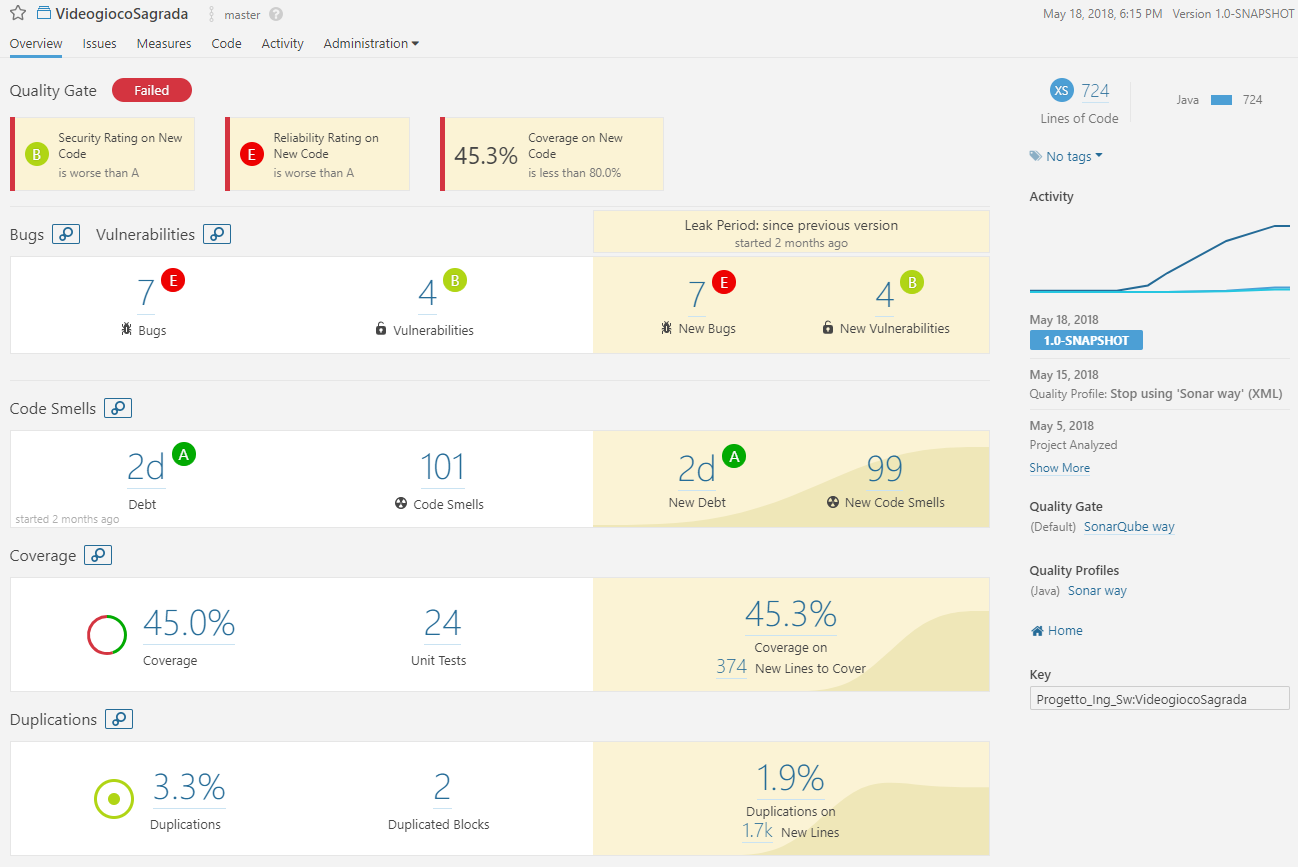 VideogiocoSagrada master ?
May 18, 2018, 6:15 PM Version 1.0-SNAPSHOT
Overview Issues Measures Code Activity Administration
Quality Gate Failed
B
Security Rating on New
Code
is worse than A
E
Reliability Rating on
New Code
is worse than A
45.3%
Coverage on New
Code
is less than 80.0%
Bugs Vulnerabilities
Leak Period: since previous version
started 2 months ago
7 E
Bugs
4 B
Vulnerabilities
7 E
New Bugs
4 B
New Vulnerabilities
Code Smells
2d A
Debt
101
Code Smells
started 2 months ago
2d A
New Debt
99
New Code Smells
Coverage
45.0%
Coverage
24
Unit Tests
45.3%
Coverage on
374 New Lines to Cover
Duplications
3.3%
Duplications
2
Duplicated Blocks
1.9%
Duplications on
1.7k New Lines
XS 724
Lines of Code
Java 724
No tags
Activity
May 18, 2018
1.0-SNAPSHOT
May 15, 2018
Quality Profile: Stop using 'Sonar way' (XML)
May 5, 2018
Project Analyzed
Show More
Quality Gate
(Default) SonarQube way
Quality Profiles
(Java) Sonar way
Home
Key
Progetto_Ing_Sw:VideogiocoSagrada